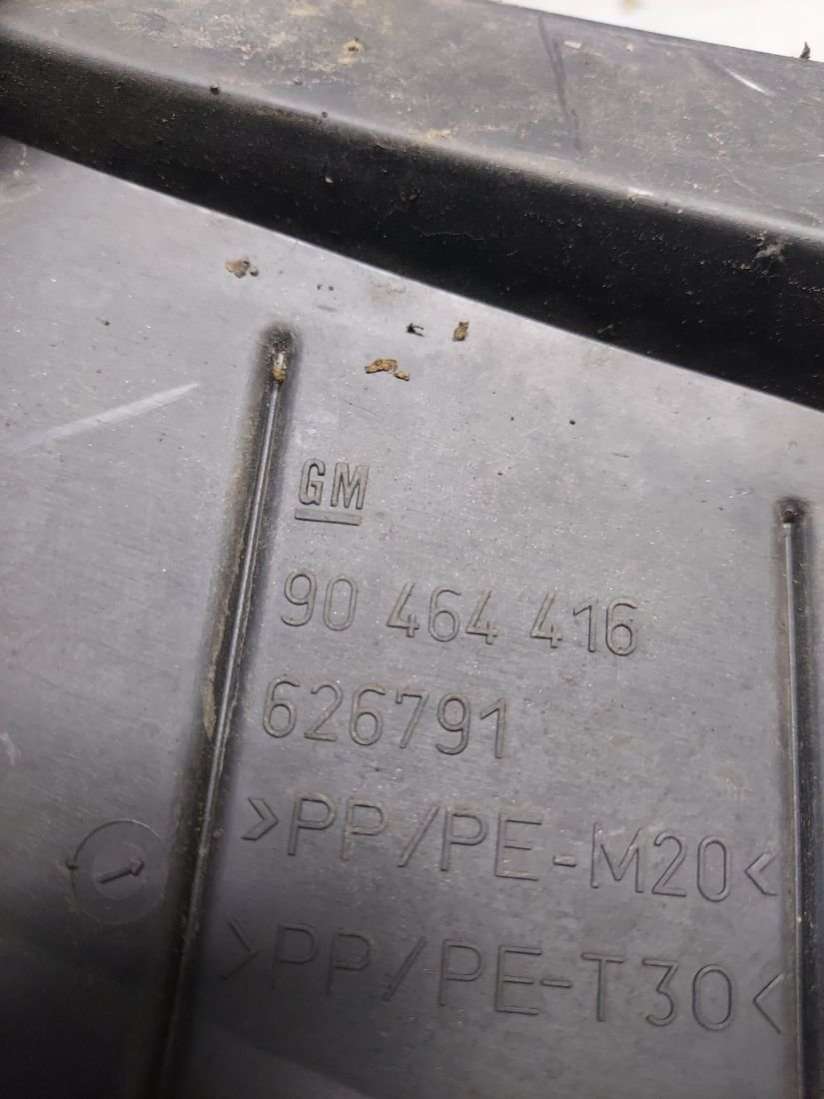 GM
90 464 416
626791
>PP/PE-M20<
>PP/PE-T30<